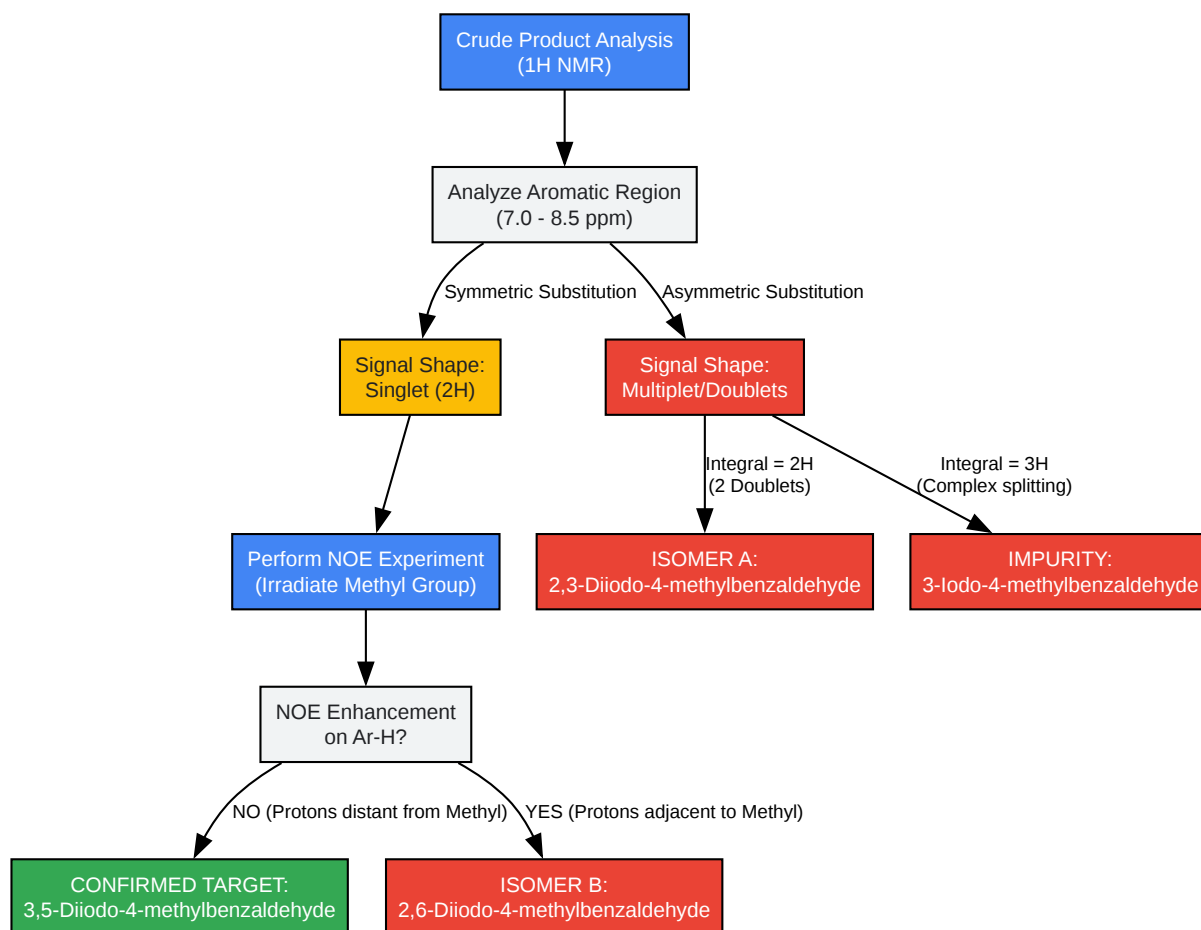 Crude Product Analysis
(1H NMR)
Analyze Aromatic Region
(7.0 - 8.5 ppm)
Symmetric Substitution
Asymmetric Substitution
Signal Shape:
Singlet (2H)
Signal Shape:
Multiplet/Doublets
Integral = 2H
(2 Doublets)
Integral = 3H
(Complex splitting)
Perform NOE Experiment
(Irradiate Methyl Group)
ISOMER A:
2,3-Diiodo-4-methylbenzaldehyde
IMPURITY:
3-Iodo-4-methylbenzaldehyde
NOE Enhancement
on Ar-H?
NO (Protons distant from Methyl)
YES (Protons adjacent to Methyl)
CONFIRMED TARGET:
3,5-Diiodo-4-methylbenzaldehyde
ISOMER B:
2,6-Diiodo-4-methylbenzaldehyde